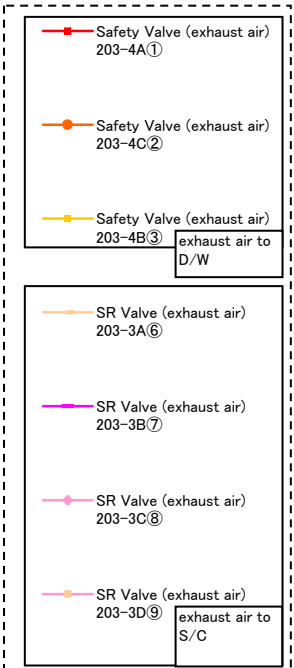 Safety Valve (exhaust air)
203-4A①
Safety Valve (exhaust air)
203-4C②
Safety Valve (exhaust air)
203-4B③
exhaust air to
D/W
SR Valve (exhaust air)
203-3A⑥
SR Valve (exhaust air)
203-3B⑦
SR Valve (exhaust air)
203-3C⑧
SR Valve (exhaust air)
203-3D⑨
exhaust air to
S/C